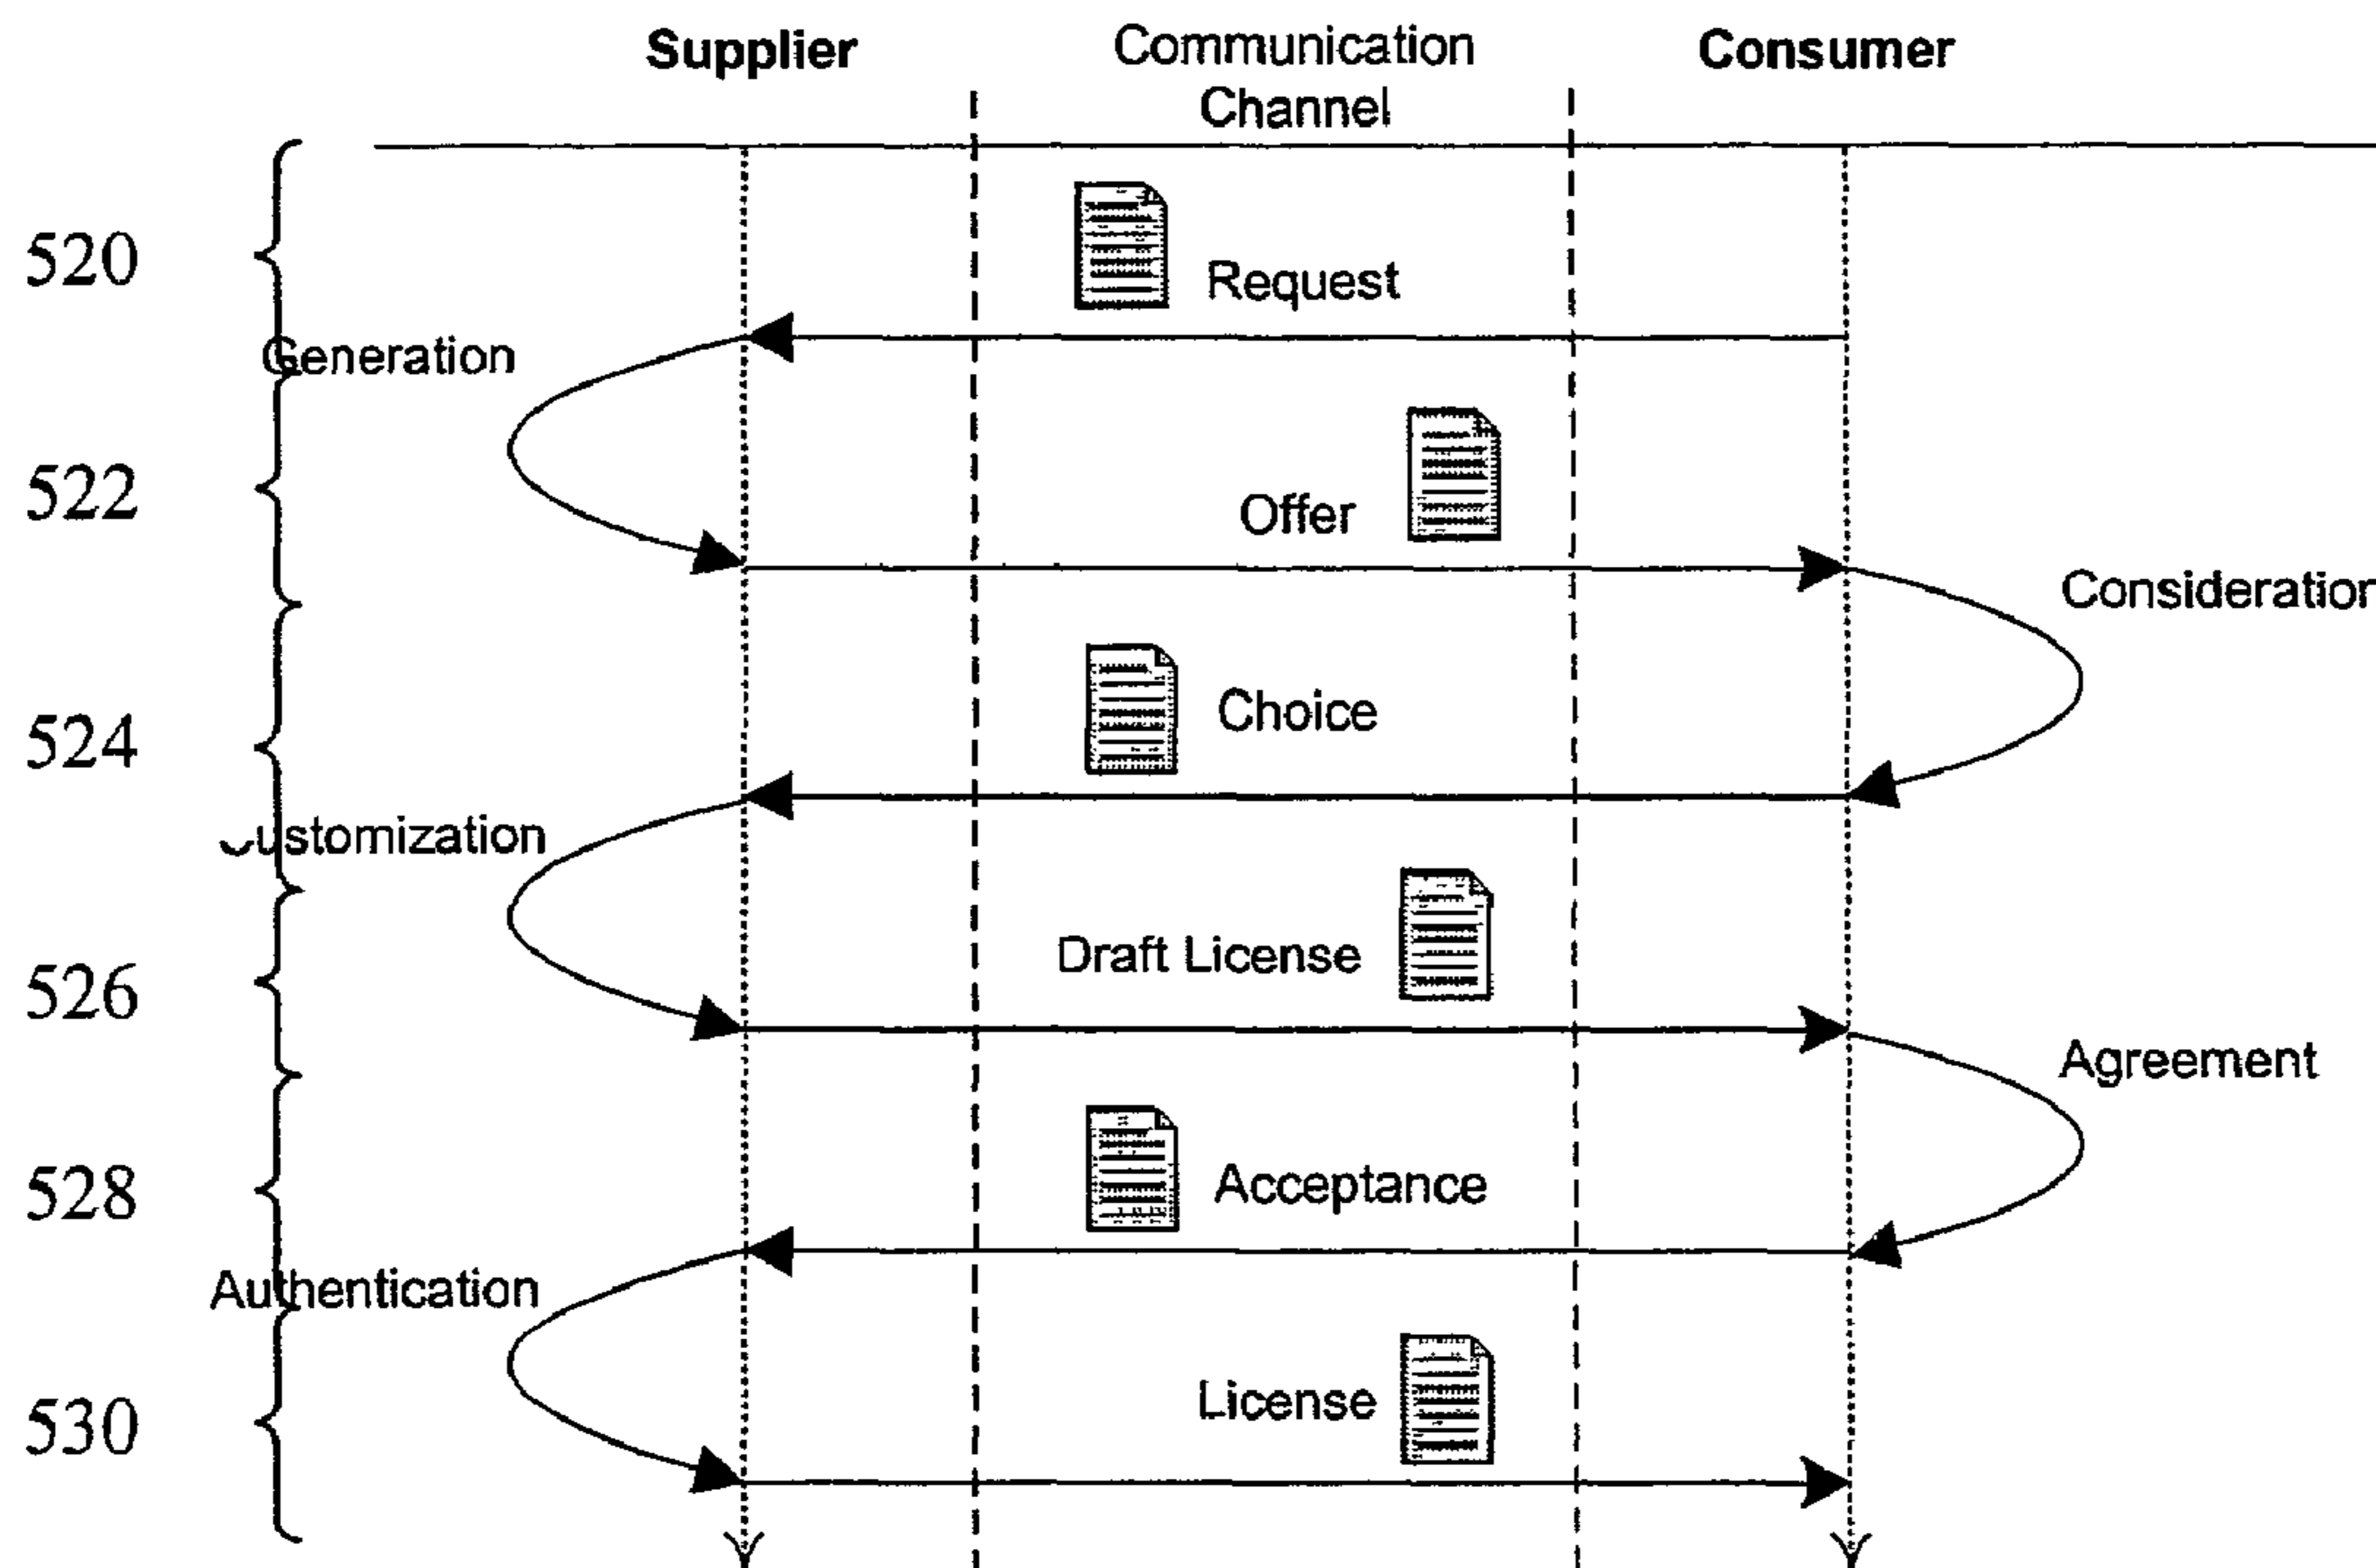 Supplier
Communication
Channel
Consumer
520
Request
Generation
522
Offer
Consideration
524
Choice
Customization
526
Draft License
Agreement
528
Acceptance
Authentication
530
License